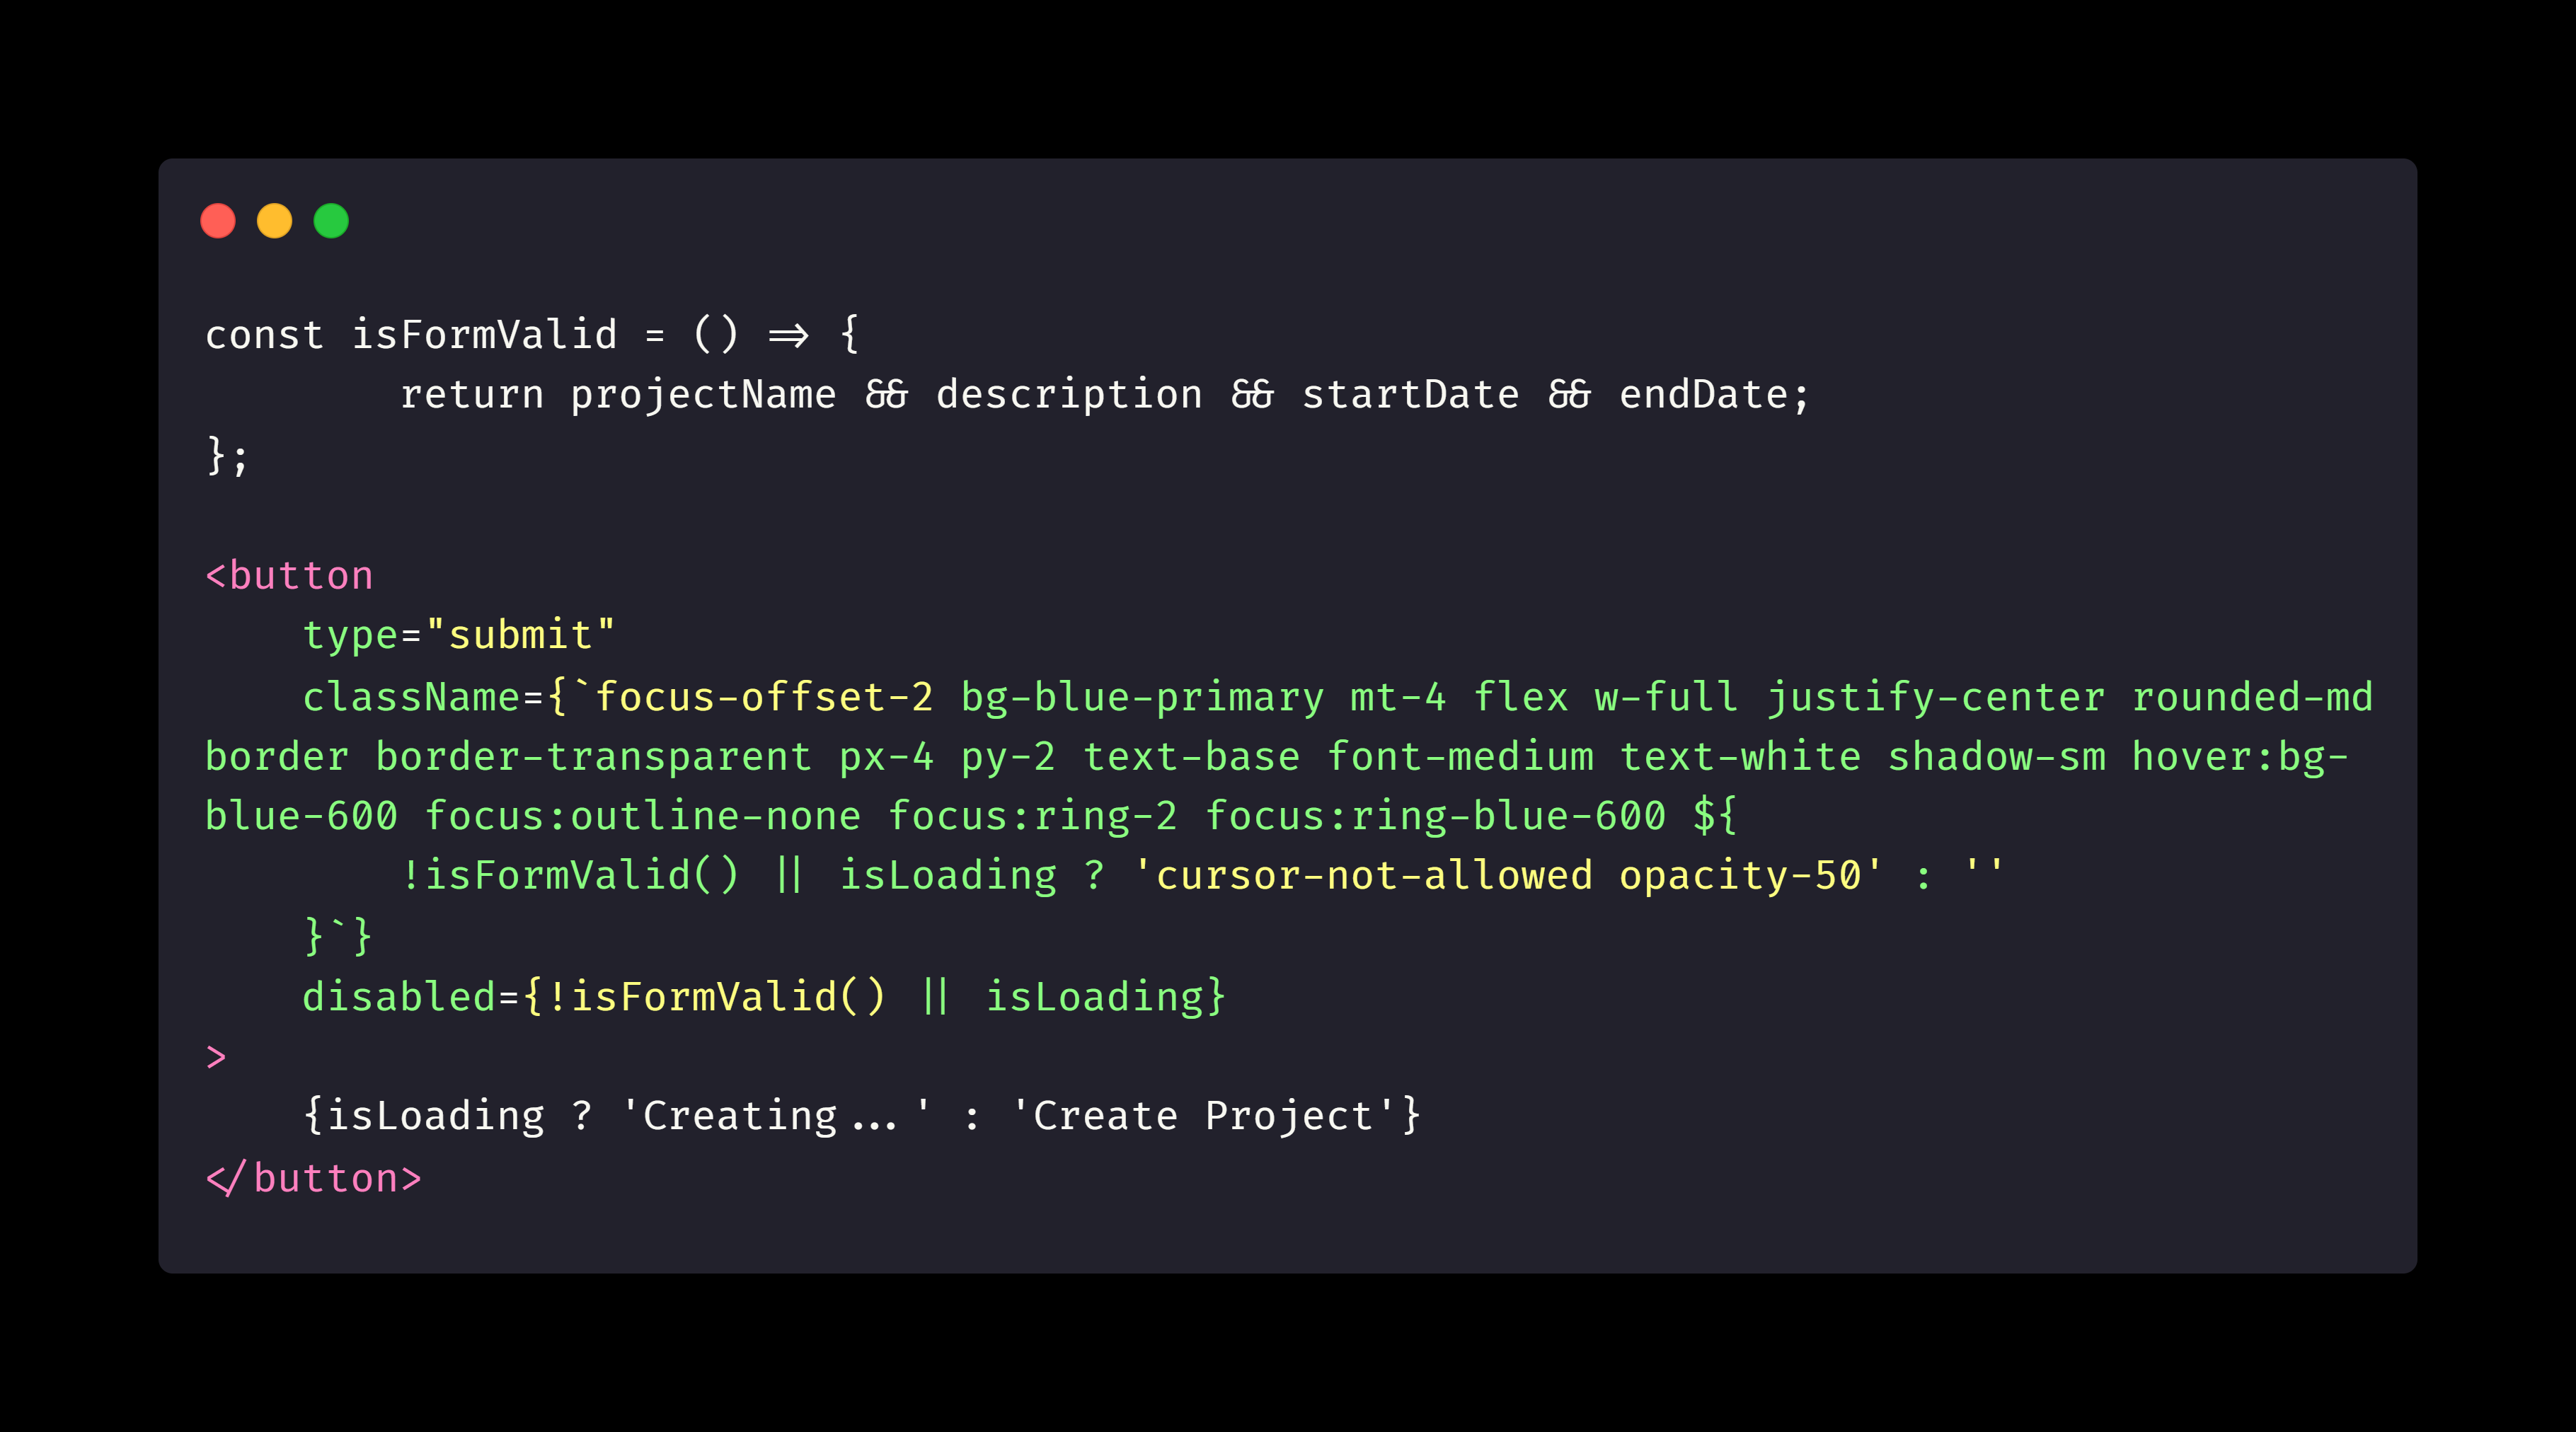 const isFormValid = () => {
        return projectName && description && startDate && endDate;
};

<button
    type="submit"
    className={`focus-offset-2 bg-blue-primary mt-4 flex w-full justify-center rounded-md
border border-transparent px-4 py-2 text-base font-medium text-white shadow-sm hover:bg-
blue-600 focus:outline-none focus:ring-2 focus:ring-blue-600 ${
        !isFormValid() || isLoading ? 'cursor-not-allowed opacity-50' : ''
    }`}
    disabled={!isFormValid() || isLoading}
>
    {isLoading ? 'Creating...' : 'Create Project'}
</button>